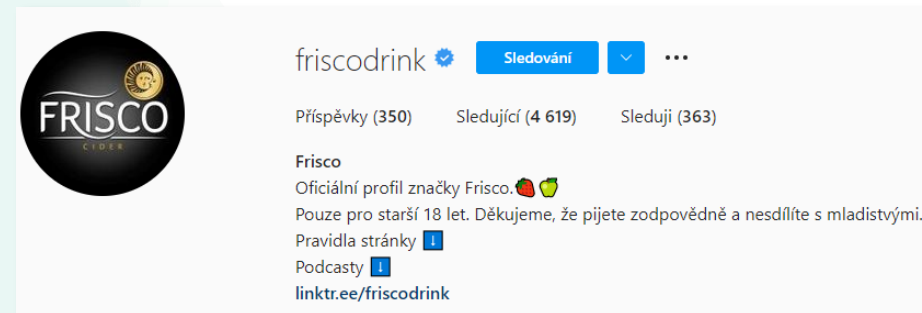 FRISCO
CIDER
friscodrink
Sledování
Příspěvky (350) Sledující (4 619) Sleduji (363)
Frisco
Oficiální profil značky Frisco.🍓🍏
Pouze pro starší 18 let. Děkujeme, že pijete zodpovědně a nesdílíte s mladistvými.
Pravidla stránky ⬇️
Podcasty ⬇️
linktr.ee/friscodrink